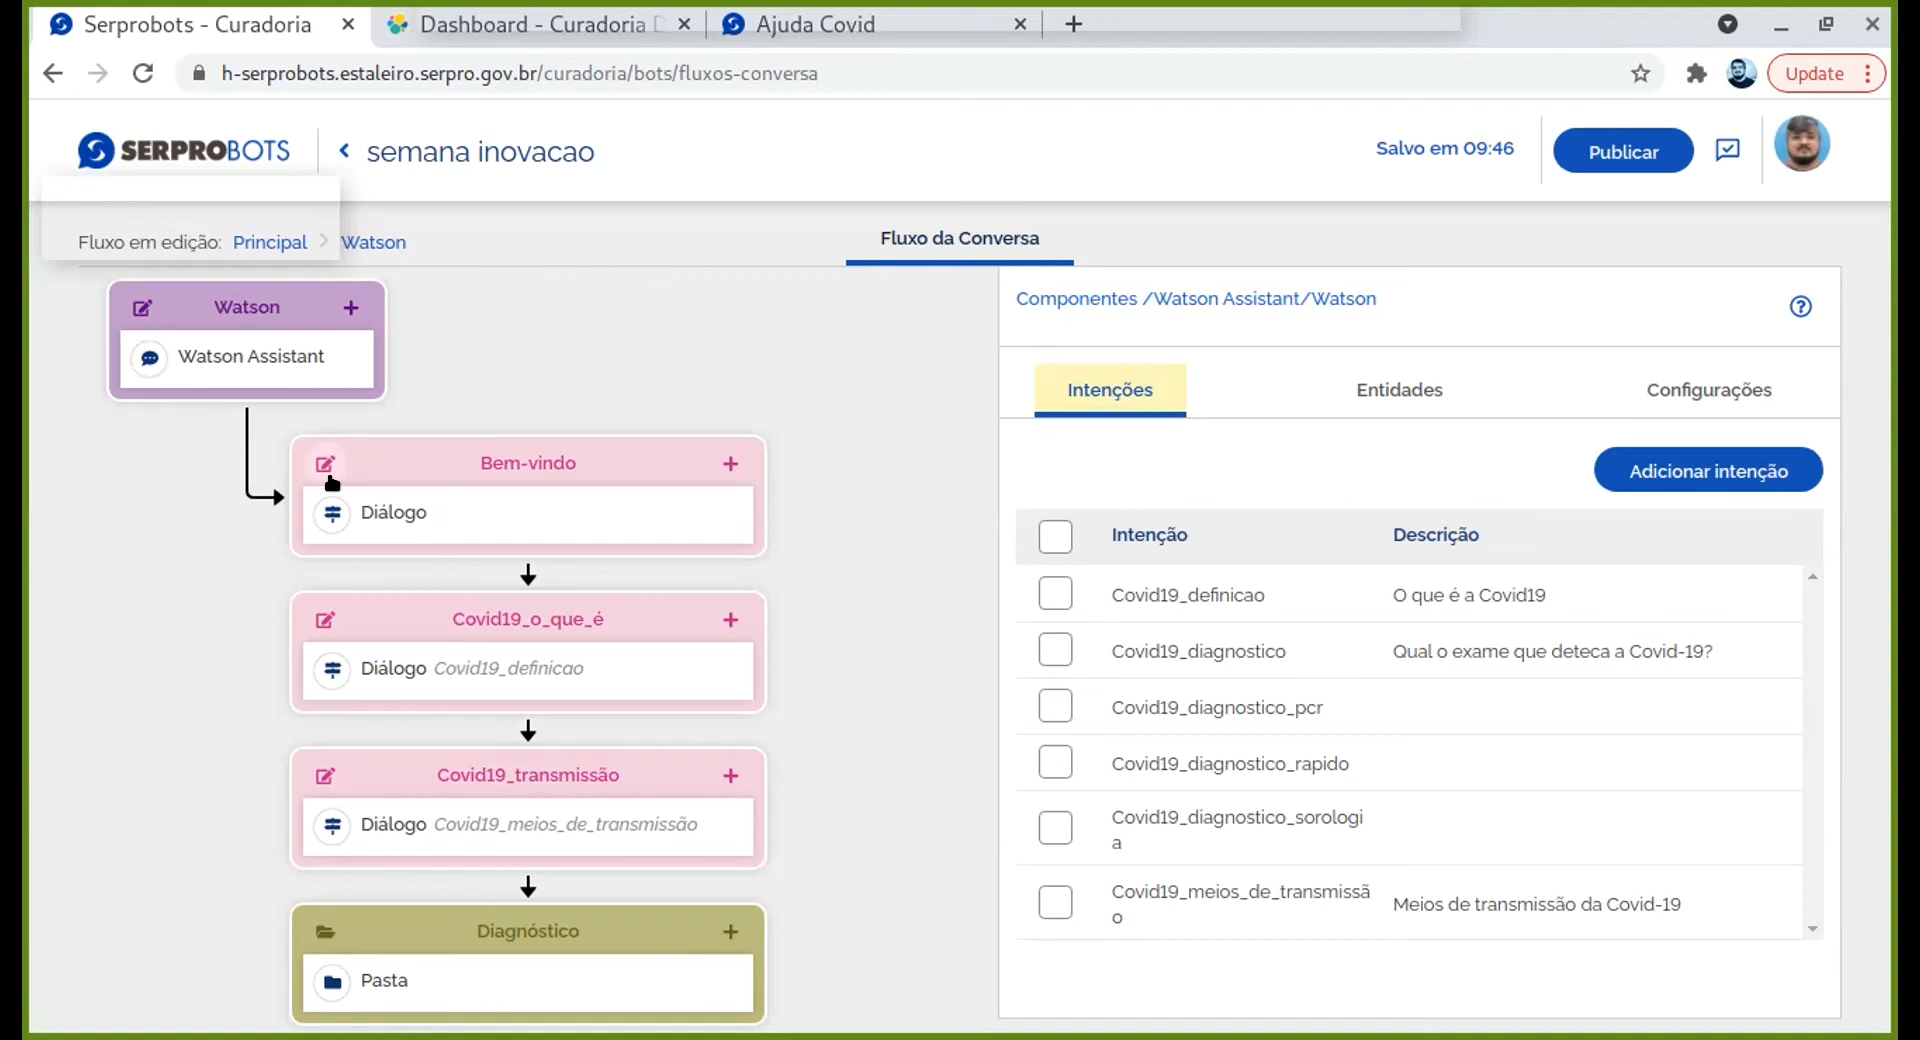 Serprobots - Curadoria
Dashboard - Curadoria
Ajuda Covid
h-serprobots.estaleiro.serpro.gov.br/curadoria/bots/fluxos-conversa
Update
SERPROBOTS
semana inovacao
Salvo em 09:46
Publicar
Fluxo em edição: Principal Watson
Fluxo da Conversa
Watson
Watson Assistant
Bem-vindo
Diálogo
Covid19_o_que_é
Diálogo Covid19_definicao
Covid19_transmissão
Diálogo Covid19_meios_de_transmissão
Diagnóstico
Pasta
Componentes /Watson Assistant/Watson
Intenções
Entidades
Configurações
Adicionar intenção
Intenção
Descrição
Covid19_definicao
O que é a Covid19
Covid19_diagnostico
Qual o exame que deteca a Covid-19?
Covid19_diagnostico_pcr
Covid19_diagnostico_rapido
Covid19_diagnostico_sorologi
a
Covid19_meios_de_transmissã
o
Meios de transmissão da Covid-19